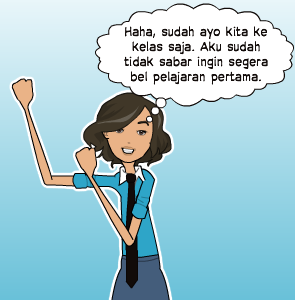 Haha, sudah ayo kita ke
kelas saja. Aku sudah
tidak sabar ingin segera
bel pelajaran pertama.